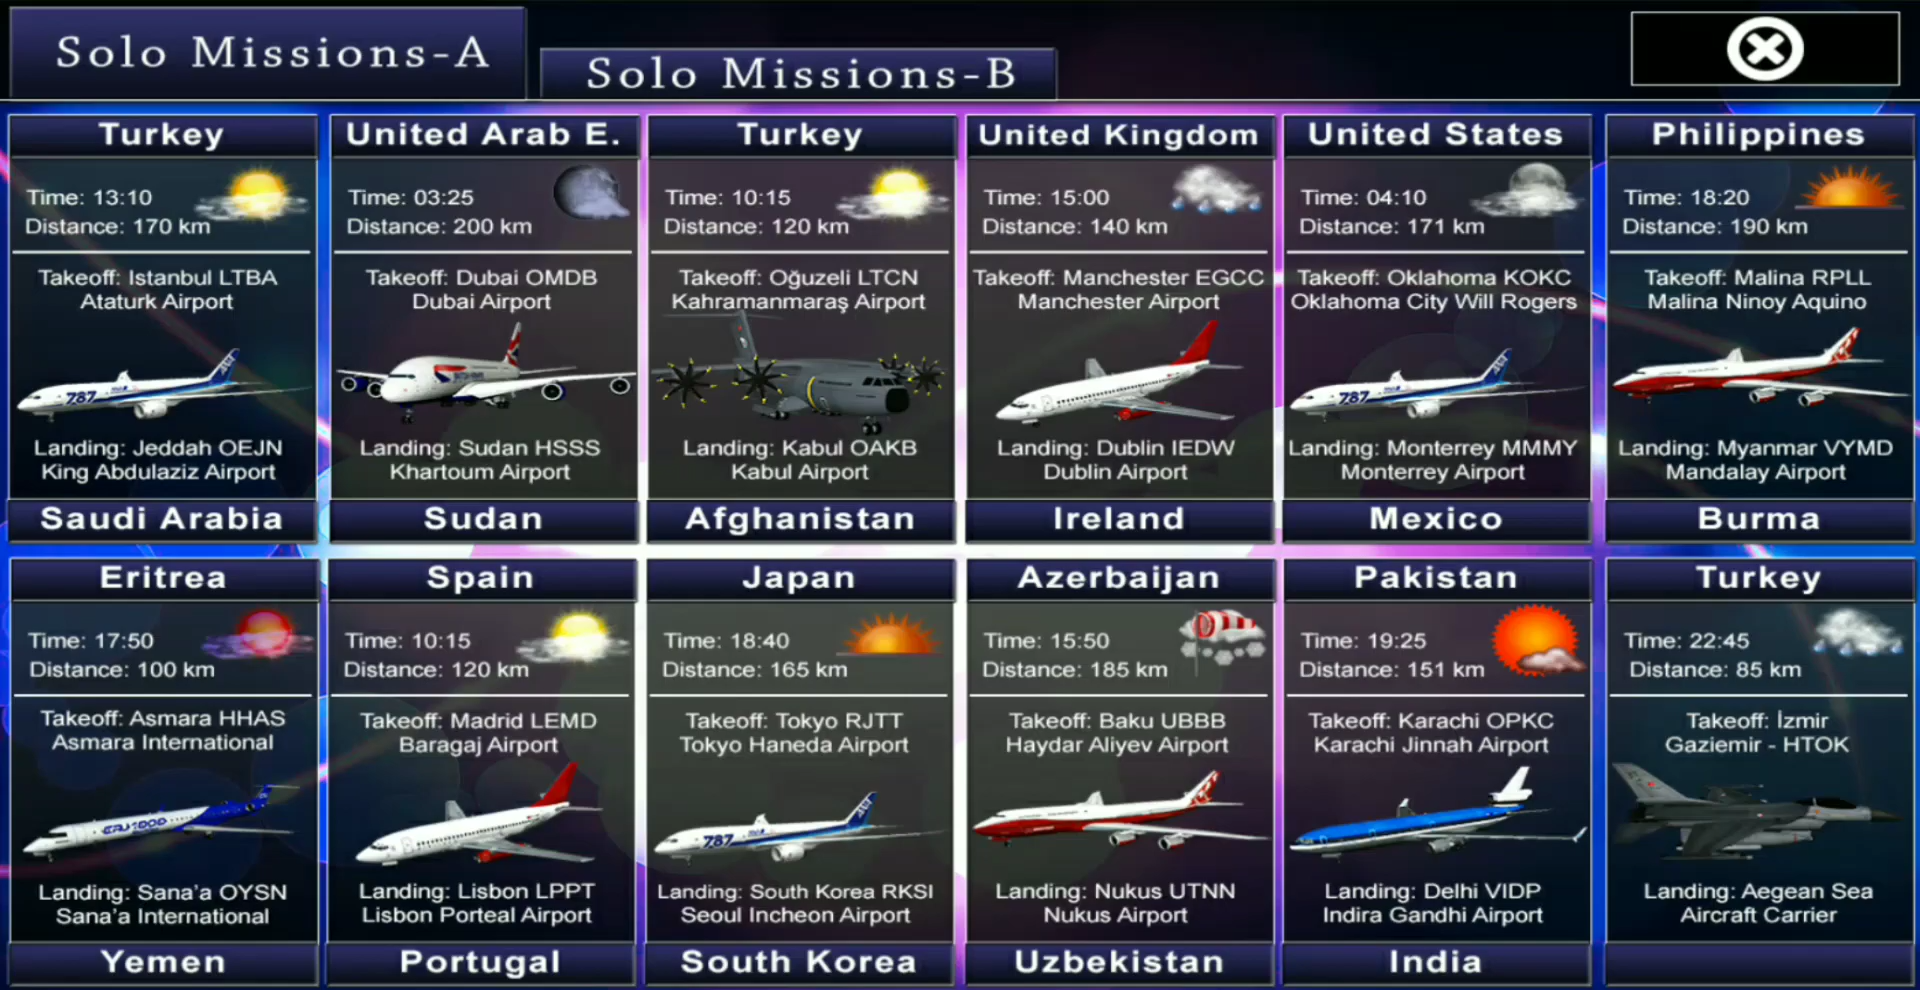 Solo Missions-A
Solo Missions-B
Turkey
Time: 13:10
Distance: 170 km
Takeoff: Istanbul LTBA
Ataturk Airport
787
Landing: Jeddah OEJN
King Abdulaziz Airport
Saudi Arabia
United Arab E.
Time: 03:25
Distance: 200 km
Takeoff: Dubai OMDB
Dubai Airport
Landing: Sudan HSSS
Khartoum Airport
Sudan
Turkey
Time: 10:15
Distance: 120 km
Takeoff: Oğuzeli LTCN
Kahramanmaraş Airport
Landing: Kabul OAKB
Kabul Airport
Afghanistan
United Kingdom
Time: 15:00
Distance: 140 km
Takeoff: Manchester EGCC
Manchester Airport
Landing: Dublin IEDW
Dublin Airport
Ireland
United States
Time: 04:10
Distance: 171 km
Takeoff: Oklahoma KOKC
Oklahoma City Will Rogers
787
Landing: Monterrey MMMY
Monterrey Airport
Mexico
Philippines
Time: 18:20
Distance: 190 km
Takeoff: Malina RPLL
Malina Ninoy Aquino
Landing: Myanmar VYMD
Mandalay Airport
Burma
Eritrea
Time: 17:50
Distance: 100 km
Takeoff: Asmara HHAS
Asmara International
Landing: Sana'a OYSN
Sana'a International
Yemen
Spain
Time: 10:15
Distance: 120 km
Takeoff: Madrid LEMD
Baragaj Airport
Landing: Lisbon LPPT
Lisbon Porteal Airport
Portugal
Japan
Time: 18:40
Distance: 165 km
Takeoff: Tokyo RJTT
Tokyo Haneda Airport
787
Landing: South Korea RKSI
Seoul Incheon Airport
South Korea
Azerbaijan
Time: 15:50
Distance: 185 km
Takeoff: Baku UBBB
Haydar Aliyev Airport
Landing: Nukus UTNN
Nukus Airport
Uzbekistan
Pakistan
Time: 19:25
Distance: 151 km
Takeoff: Karachi OPKC
Karachi Jinnah Airport
Landing: Delhi VIDP
Indira Gandhi Airport
India
Turkey
Time: 22:45
Distance: 85 km
Takeoff: İzmir
Gaziemir - HTOK
Landing: Aegean Sea
Aircraft Carrier